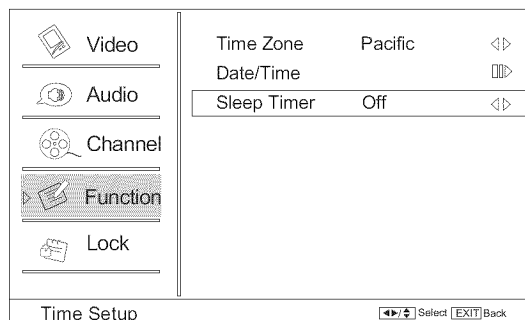 Video
Audio
Channel
Function
Lock
Time Zone Pacific
Date/Time
Sleep Timer Off
Time Setup
Select EXIT Back